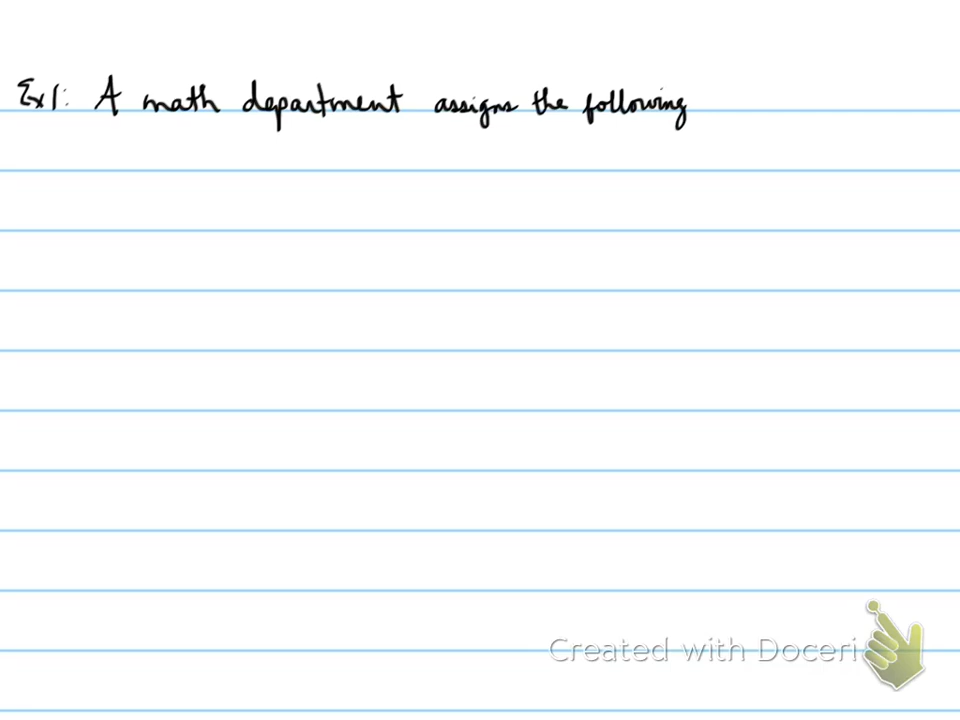 Ex1: A math department assigns the following
Created with Doceri